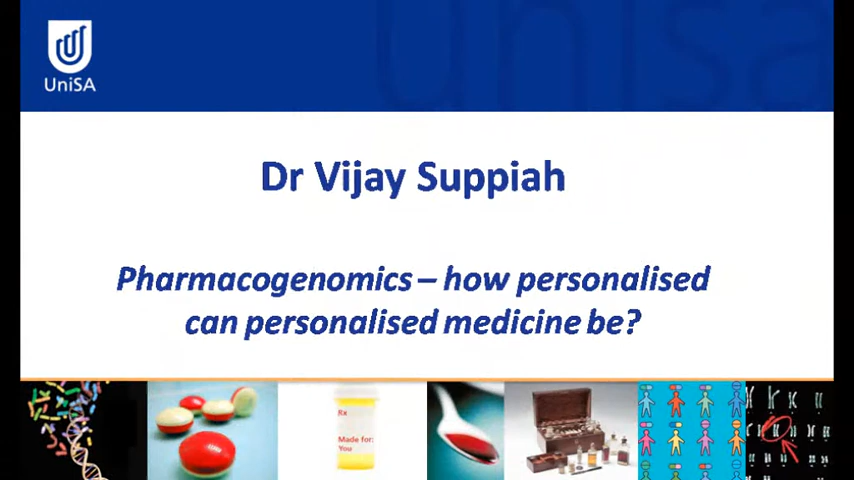 UniSA
Dr Vijay Suppiah
Pharmacogenomics – how personalised
can personalised medicine be?
Rx
Made for:
You